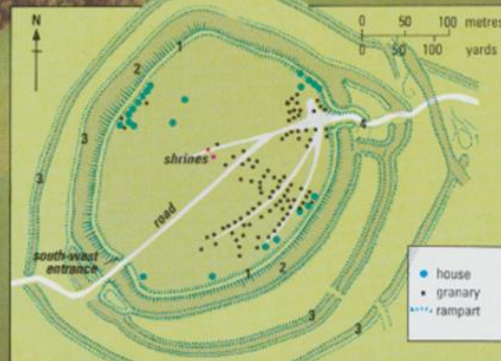 N
0 50 100 metres
0 50 100 yards
1
2
3
3
shrines
road
south-west
entrance
1
2
3
3
house
granary
rampart